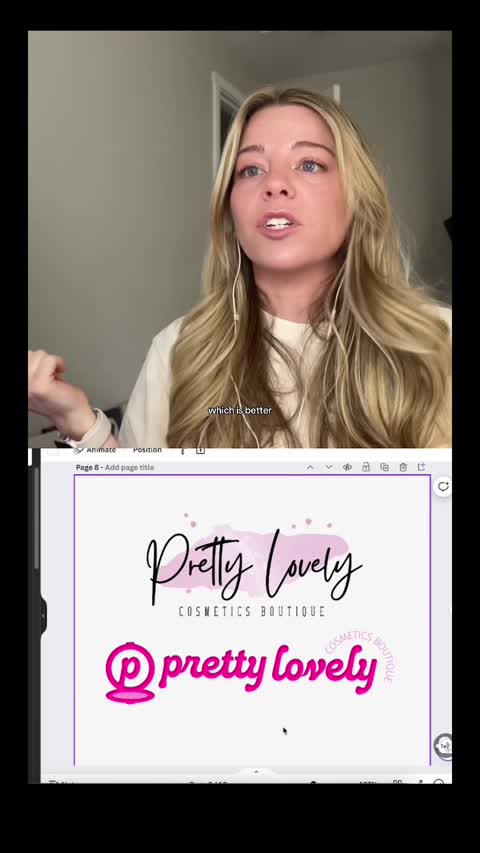 which is better
Animate Position
Page 8 - Add page title
Pretty Lovely
COSMETICS BOUTIQUE
COSMETICS BOUTIQUE
p pretty lovely